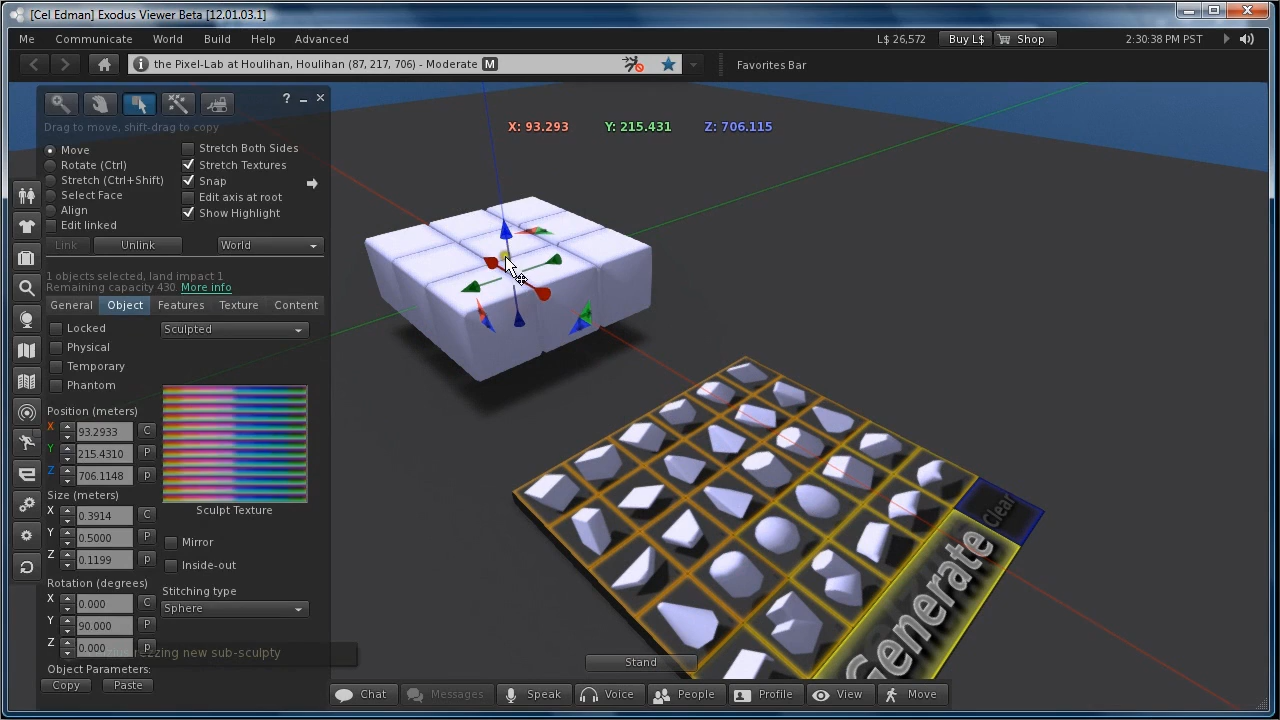 [Cel Edman] Exodus Viewer Beta [12.01.03.1]
Me Communicate World Build Help Advanced
L$ 26,572 Buy L$ Shop 2:30:38 PM PST
the Pixel-Lab at Houlihan, Houlihan (87, 217, 706) - Moderate M
Favorites Bar
? _ ×
Drag to move, shift-drag to copy
X: 93.293 Y: 215.431 Z: 706.115
Move
Rotate (Ctrl)
Stretch (Ctrl+Shift)
Select Face
Align
Edit linked
Stretch Both Sides
Stretch Textures
Snap
Edit axis at root
Show Highlight
Link Unlink World
1 objects selected, land impact 1
Remaining capacity 430. More info
General Object Features Texture Content
Locked
Physical
Temporary
Phantom
Sculpted
Position (meters)
X 93.2933 C
Y 215.4310 P
Z 706.1148 P
Sculpt Texture
Size (meters)
X 0.3914 C
Y 0.5000 P
Z 0.1199 P
Mirror
Inside-out
Rotation (degrees)
X 0.000 C
Y 90.000 P
Z 0.000 P
Stitching type
Sphere
rezzing new sub-sculpty
Object Parameters:
Copy Paste
Clear
Generate
Stand
Chat Messages Speak Voice People Profile View Move